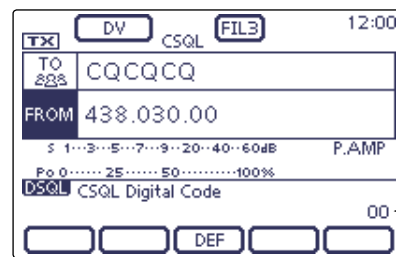 DV FIL3 12:00
TX CSQL
TO CQCQCQ
FROM 438.030.00
S 1···3···5···7···9··20··40··60dB P.AMP
Po 0······ 25 ······ 50 ··········100%
DSQL CSQL Digital Code
00
DEF